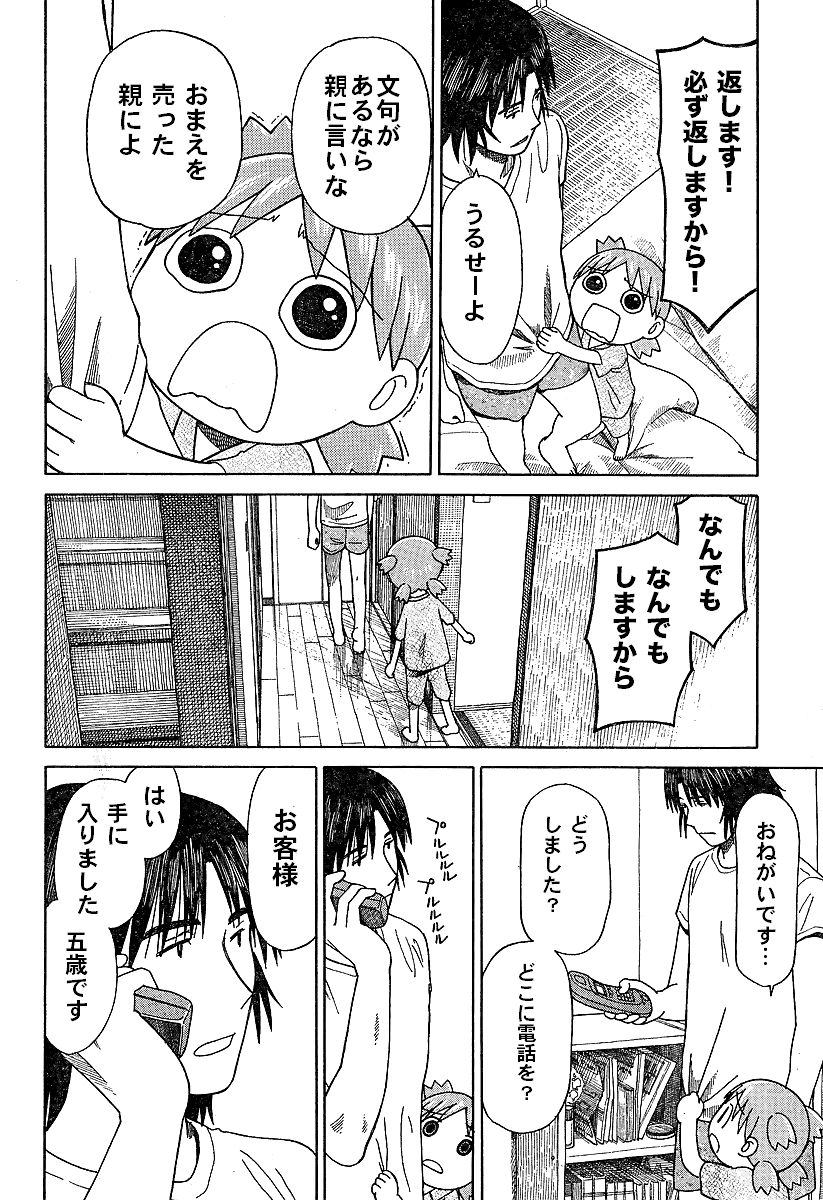 返します！
必ず返しますから！
うるせーよ
文句が
あるなら
親に言いな
おまえを
売った
親によ
なんでも
なんでも
しますから
おねがいです…
どう
しました？
どこに電話を？
プルルルル
プルルルル
お客様
はい
手に
入りました
五歳です